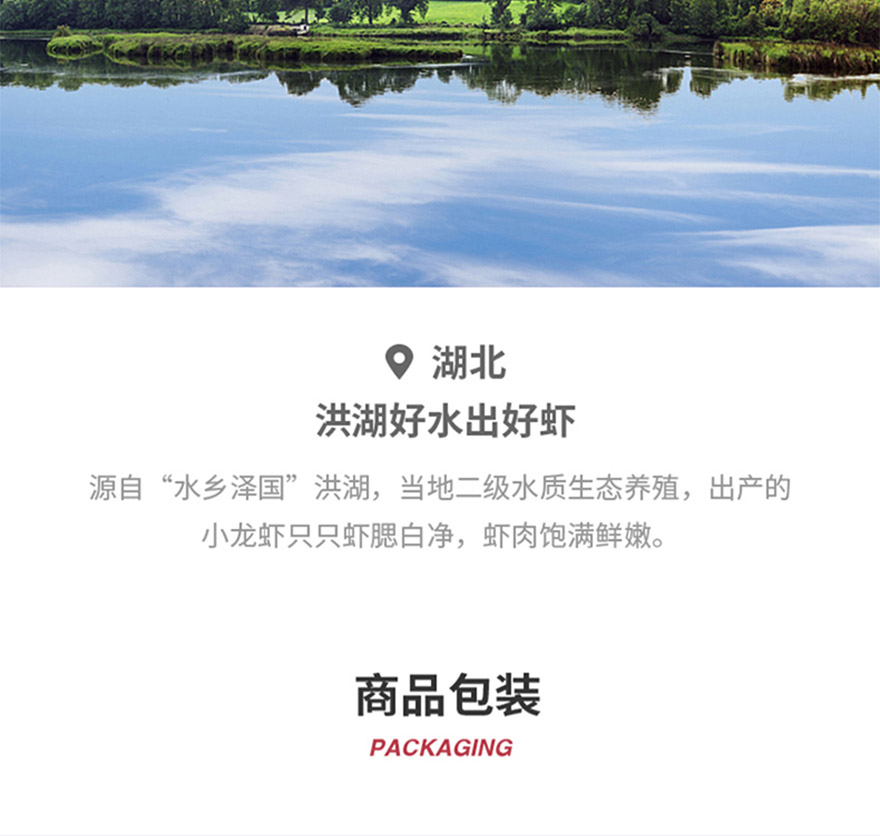 湖北
洪湖好水出好虾
源自“水乡泽国”洪湖，当地二级水质生态养殖，出产的
小龙虾只只虾腮白净，虾肉饱满鲜嫩。
商品包装
PACKAGING